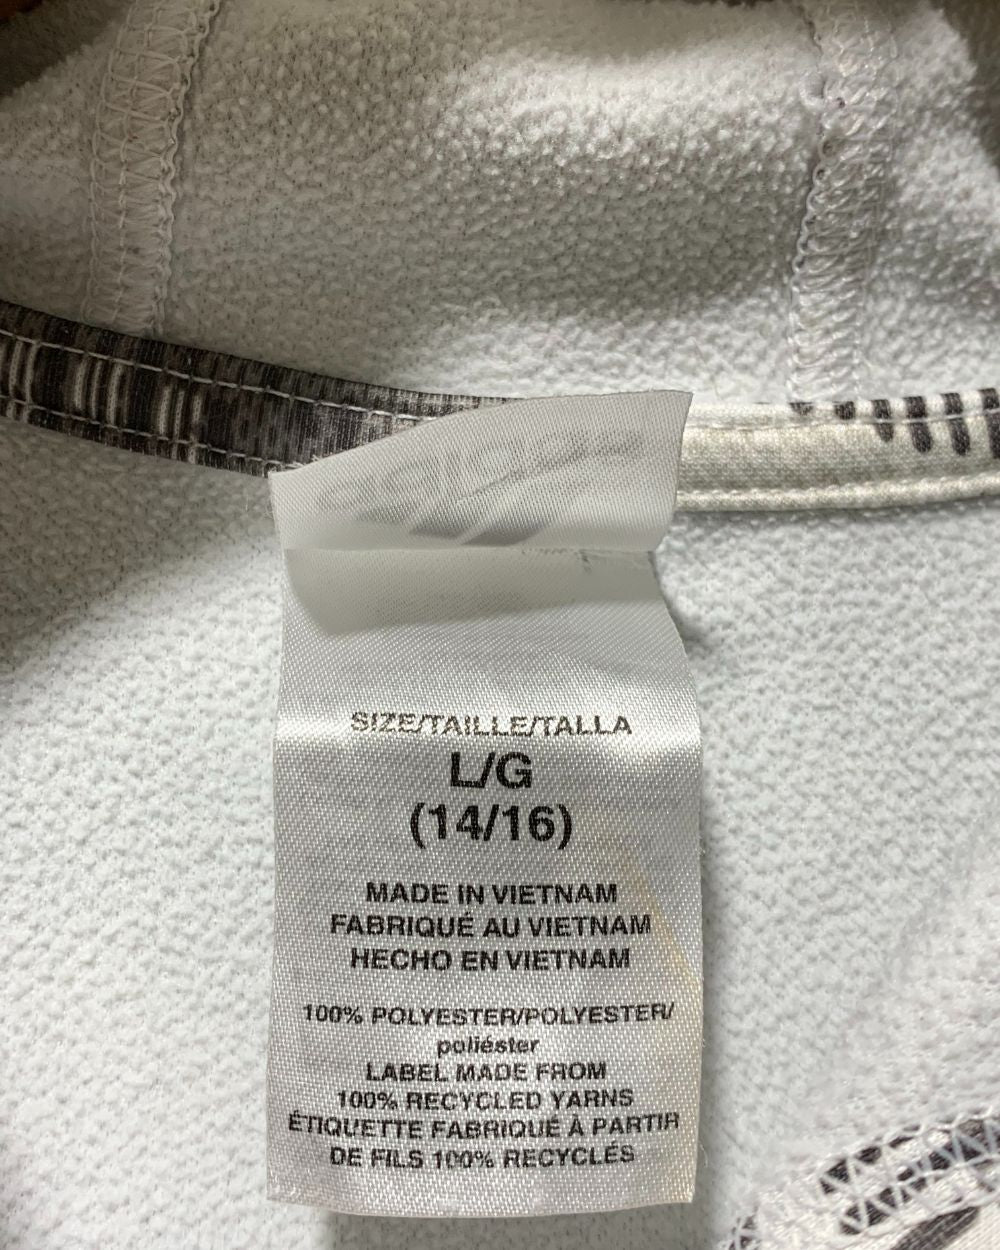 SIZE/TAILLE/TALLA
L/G
(14/16)
MADE IN VIETNAM
FABRIQUÉ AU VIETNAM
HECHO EN VIETNAM
100% POLYESTER/POLYESTER/
poliéster
LABEL MADE FROM
100% RECYCLED YARNS
ÉTIQUETTE FABRIQUÉ À PARTIR
DE FILS 100% RECYCLÉS